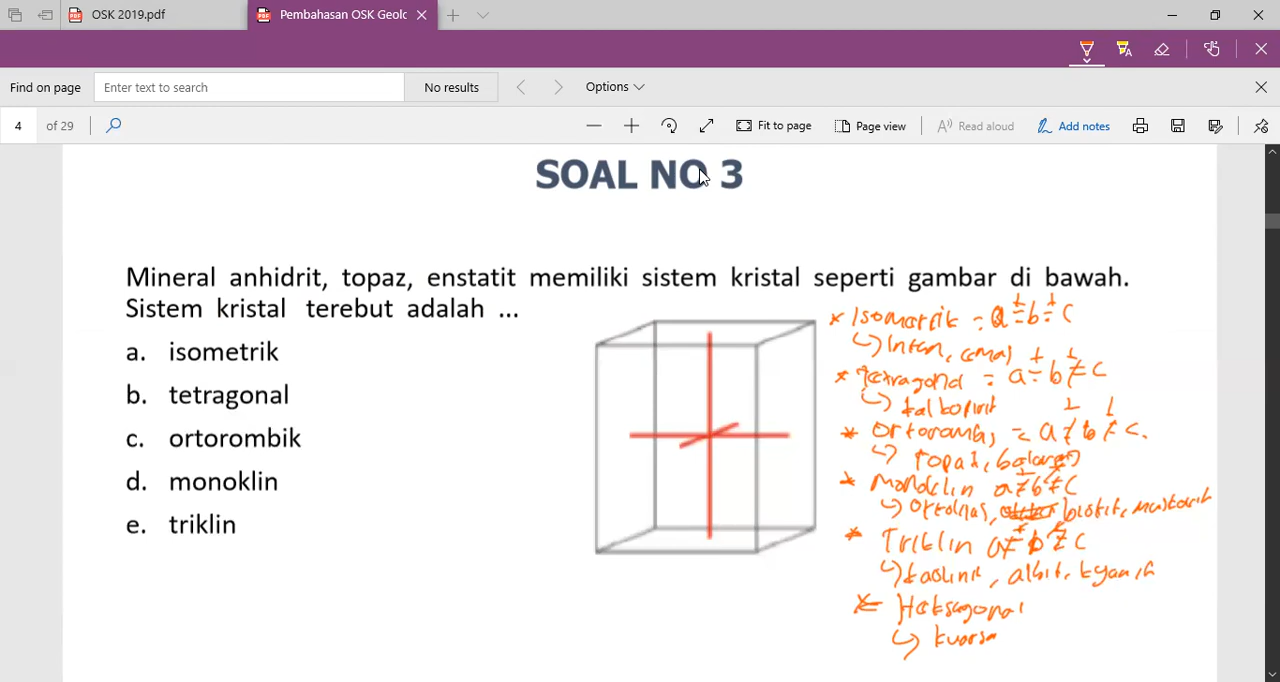 OSK 2019.pdf
Pembahasan OSK Geolo
Find on page
Enter text to search
No results
Options
4 of 29
Fit to page
Page view
Read aloud
Add notes
SOAL NO 3
Mineral anhidrit, topaz, enstatit memiliki sistem kristal seperti gambar di bawah.
Sistem kristal terebut adalah ...
a. isometrik
b. tetragonal
c. ortorombik
d. monoklin
e. triklin
* Isometrik = a = b = c
Intan, emas
* Tetragonal = a = b ≠ c
kalkopirit
* = a ≠ b ≠ c.
Topaz,
* Monoklin a ≠ b ≠ c
biotit, muskovit
* Triklin a ≠ b ≠ c
kaolinit, albit, kyanit
* Heksagonal
kuarsa